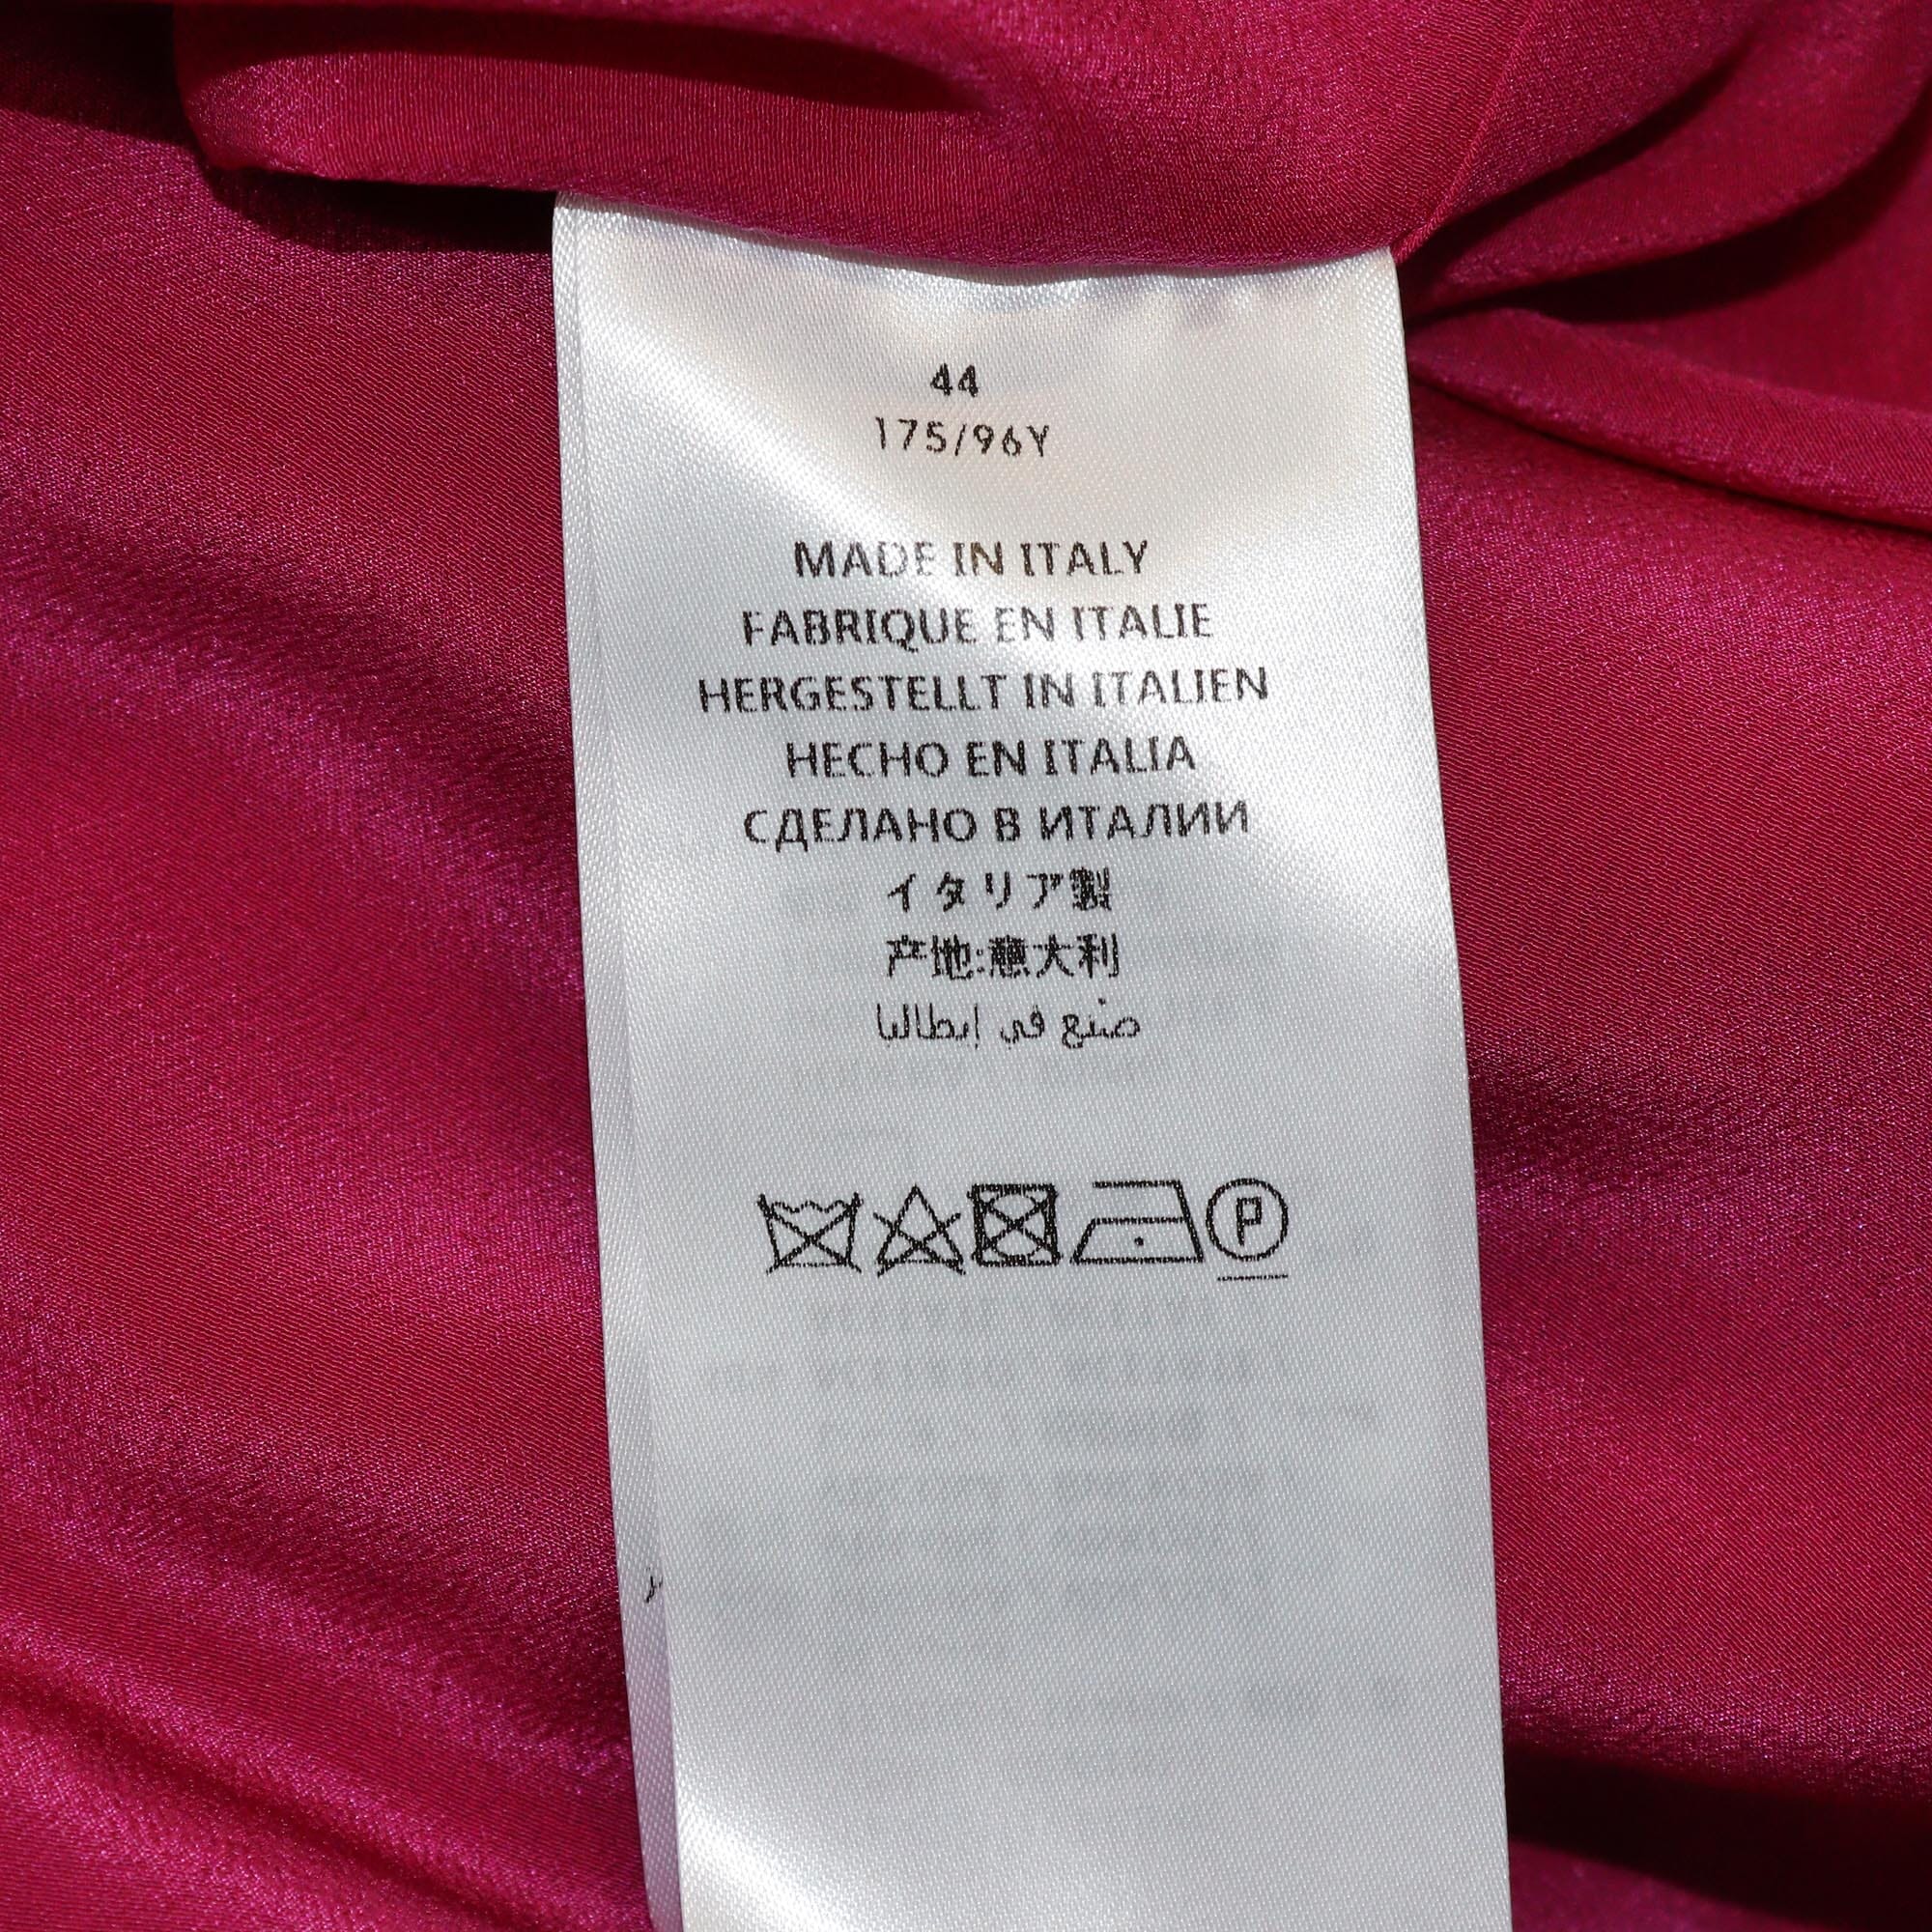 44
175/96Y
MADE IN ITALY
FABRIQUE EN ITALIE
HERGESTELLT IN ITALIEN
HECHO EN ITALIA
СДЕЛАНО В ИТАЛИИ
イタリア製
产地:意大利
صنع في إيطاليا
P